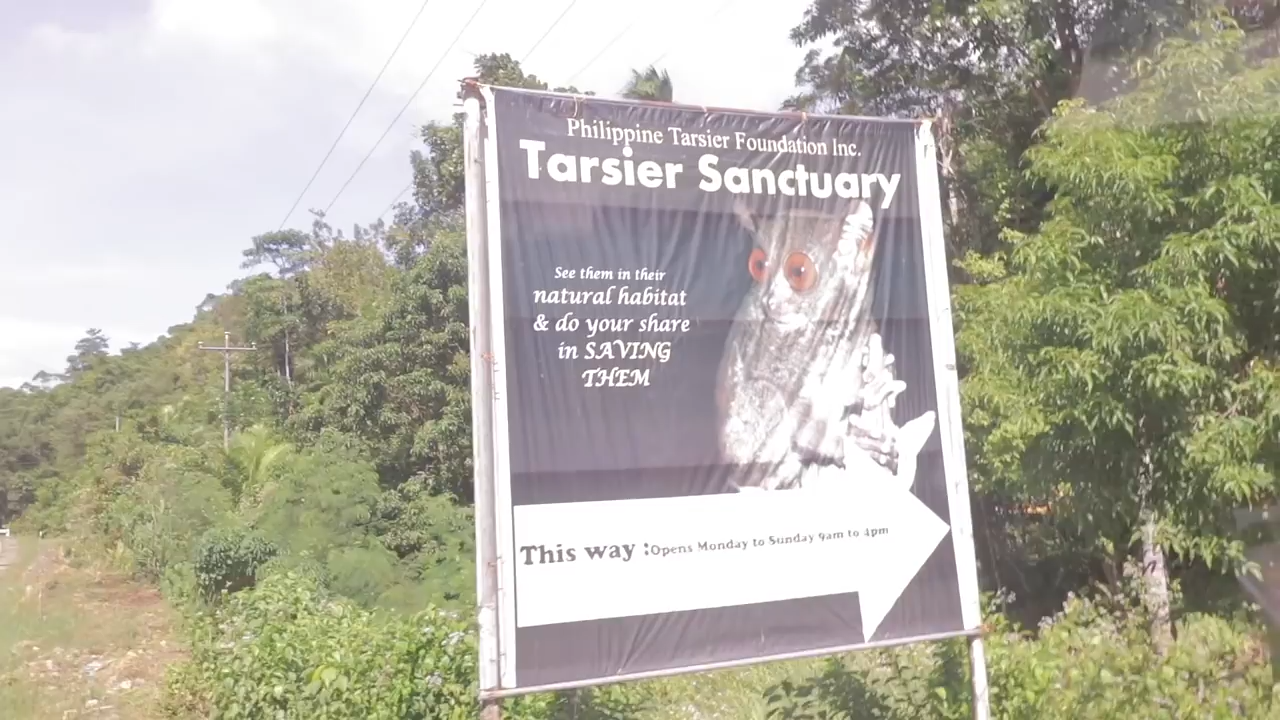 Philippine Tarsier Foundation Inc.
Tarsier Sanctuary
See them in their
natural habitat
& do your share
in SAVING
THEM
This way : Opens Monday to Sunday 9am to 4pm